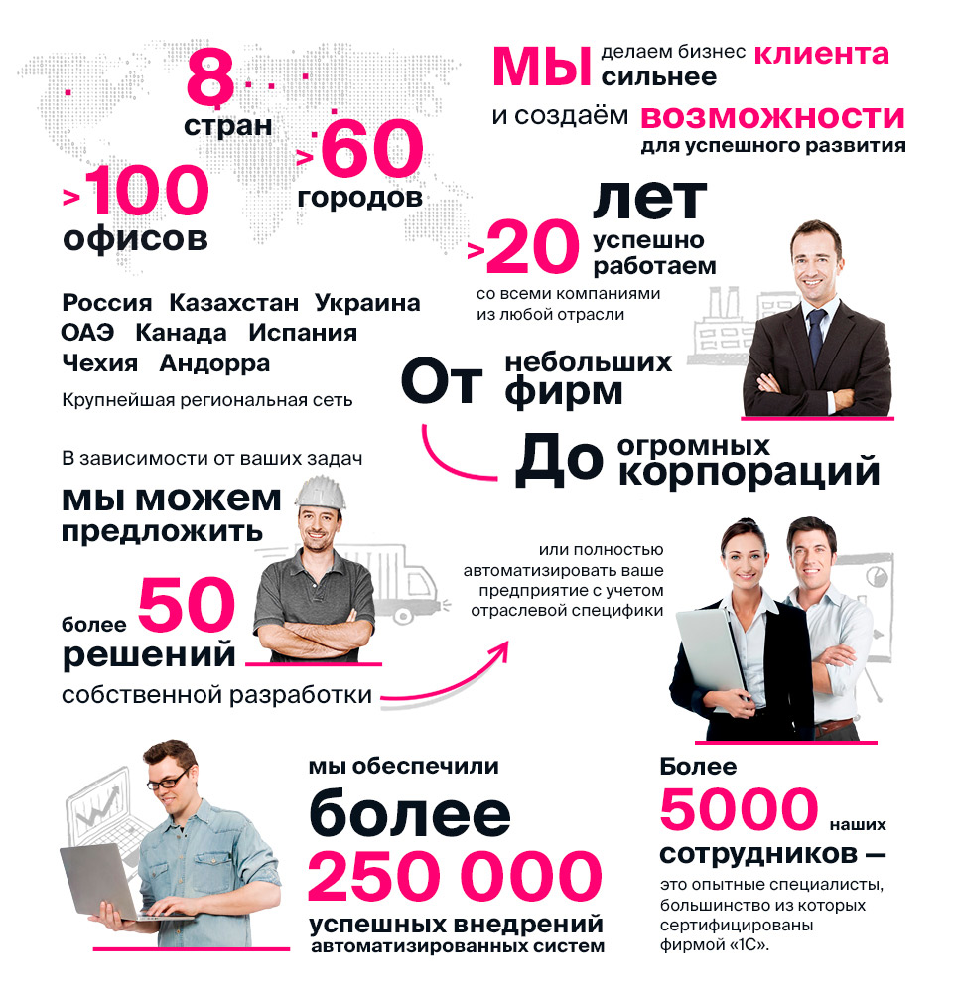 8
стран
>60
городов
>100
офисов
Россия Казахстан Украина
ОАЭ Канада Испания
Чехия Андорра
Крупнейшая региональная сеть
мы делаем бизнес клиента
сильнее
и создаём возможности
для успешного развития
>20 лет
успешно
работаем
со всеми компаниями
из любой отрасли
От небольших
фирм
До огромных
корпораций
В зависимости от ваших задач
мы можем
предложить
более 50
решений
собственной разработки
или полностью
автоматизировать ваше
предприятие с учетом
отраслевой специфики
мы обеспечили
более
250 000
успешных внедрений
автоматизированных систем
Более
5000 наших
сотрудников —
это опытные специалисты,
большинство из которых
сертифицированы
фирмой «1С».